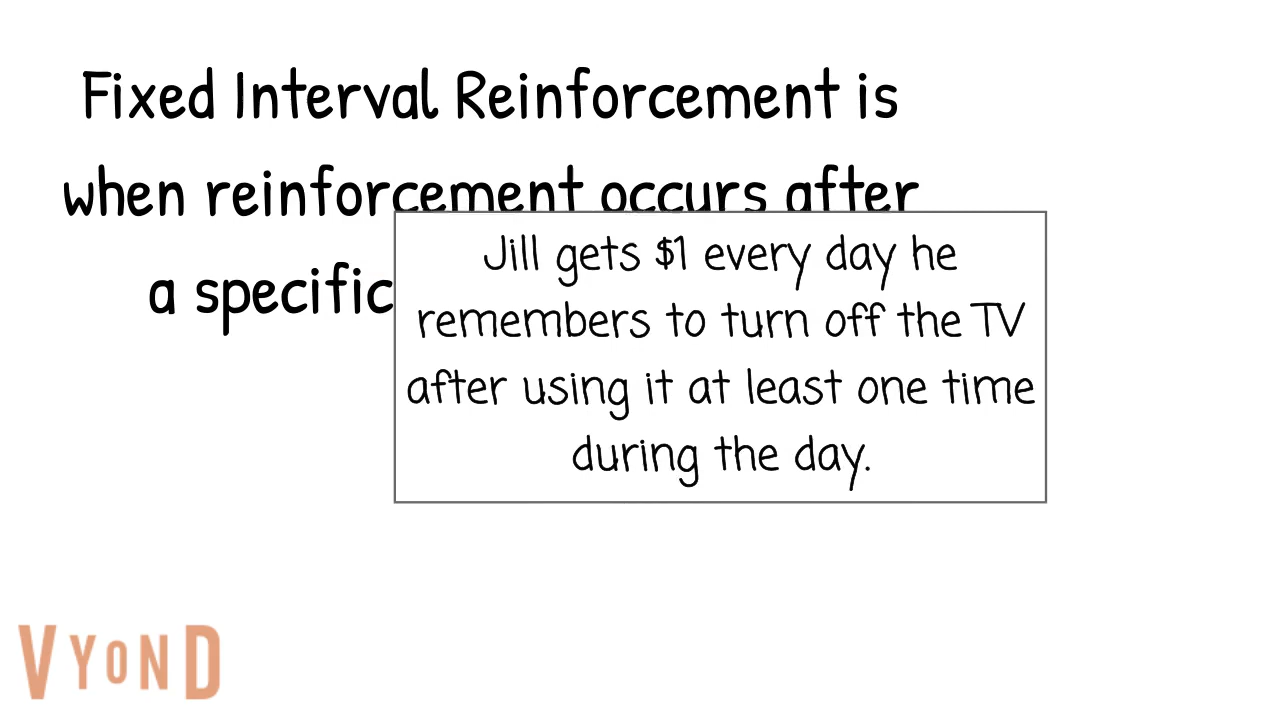 Fixed Interval Reinforcement is
when reinforcement occurs after
a specific
Jill gets $1 every day he
remembers to turn off the TV
after using it at least one time
during the day.
VYOND